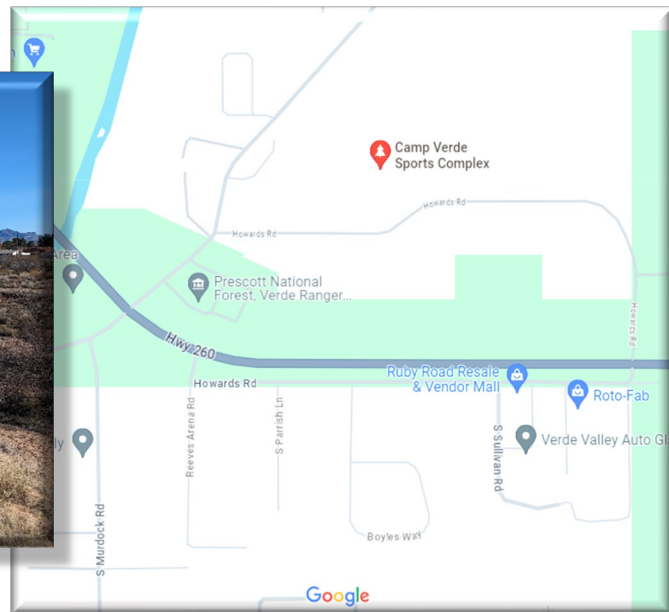 Camp Verde
Sports Complex
Howards Rd
Howards Rd
Area
Prescott National
Forest, Verde Ranger...
Howards Rd
Hwy 260
Ruby Road Resale
& Vendor Mall
Howards Rd
Roto-Fab
Reeves Arena Rd
S Parrish Ln
S Sullivan Rd
Verde Valley Auto Gl
ly
S Murdock Rd
Boyles Way
Google